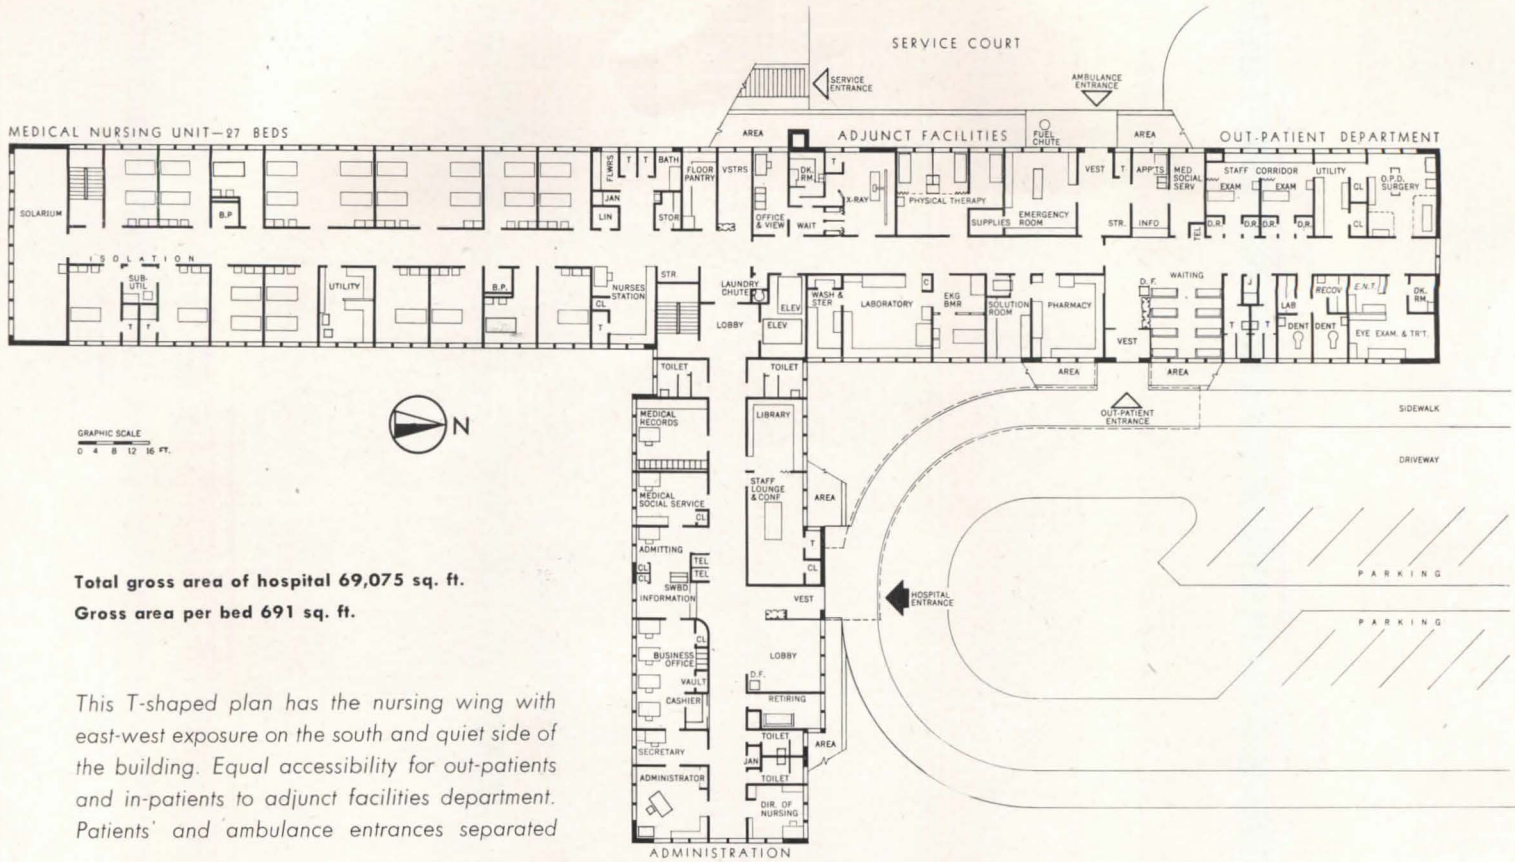 SERVICE COURT
SERVICE
ENTRANCE
AMBULANCE
ENTRANCE
MEDICAL NURSING UNIT—27 BEDS
AREA
ADJUNCT FACILITIES
FUEL
CHUTE
AREA
OUT-PATIENT DEPARTMENT
SOLARIUM
B.P
FLWRS
T
T
BATH
JAN
LIN
STOR
FLOOR
PANTRY
VSTRS
OFFICE
& VIEW
DK.
RM.
T
WAIT
X-RAY
PHYSICAL THERAPY
SUPPLIES
EMERGENCY
ROOM
VEST
T
APP'TS
STR.
INFO
MED
SOCIAL
SERV
TEL
STAFF CORRIDOR
EXAM
EXAM
D.R.
D.R.
D.R.
D.R.
UTILITY
CL
CL
O.P.D.
SURGERY
ISOLATION
SUB-
UTIL
T
T
UTILITY
B.P.
NURSES
STATION
CL
T
STR.
LAUNDRY
CHUTE
LOBBY
ELEV
ELEV
WASH &
STER
LABORATORY
C
EKG
BMR
SOLUTION
ROOM
PHARMACY
D.F.
WAITING
VEST
J
T
T
LAB
RECOV
DENT
DENT
E.N.T.
DK.
RM.
EYE EXAM. & TR'T.
TOILET
TOILET
AREA
AREA
OUT-PATIENT
ENTRANCE
SIDEWALK
DRIVEWAY
GRAPHIC SCALE
0 4 8 12 16 FT.
N
MEDICAL
RECORDS
LIBRARY
MEDICAL
SOCIAL SERVICE
CL
STAFF
LOUNGE
& CONF
AREA
ADMITTING
CL
CL
TEL
TEL
SWBD
INFORMATION
T
CL
VEST
HOSPITAL
ENTRANCE
PARKING
PARKING
Total gross area of hospital 69,075 sq. ft.
Gross area per bed 691 sq. ft.
CL
BUSINESS
OFFICE
VAULT
CASHIER
LOBBY
D.F.
RETIRING
TOILET
AREA
SECRETARY
JAN
TOILET
ADMINISTRATOR
DIR. OF
NURSING
ADMINISTRATION
This T-shaped plan has the nursing wing with
east-west exposure on the south and quiet side of
the building. Equal accessibility for out-patients
and in-patients to adjunct facilities department.
Patients' and ambulance entrances separated